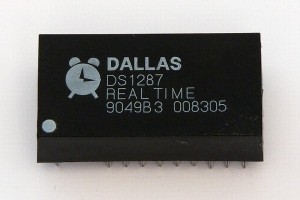 DALLAS
DS1287
REAL TIME
9049B3 008305